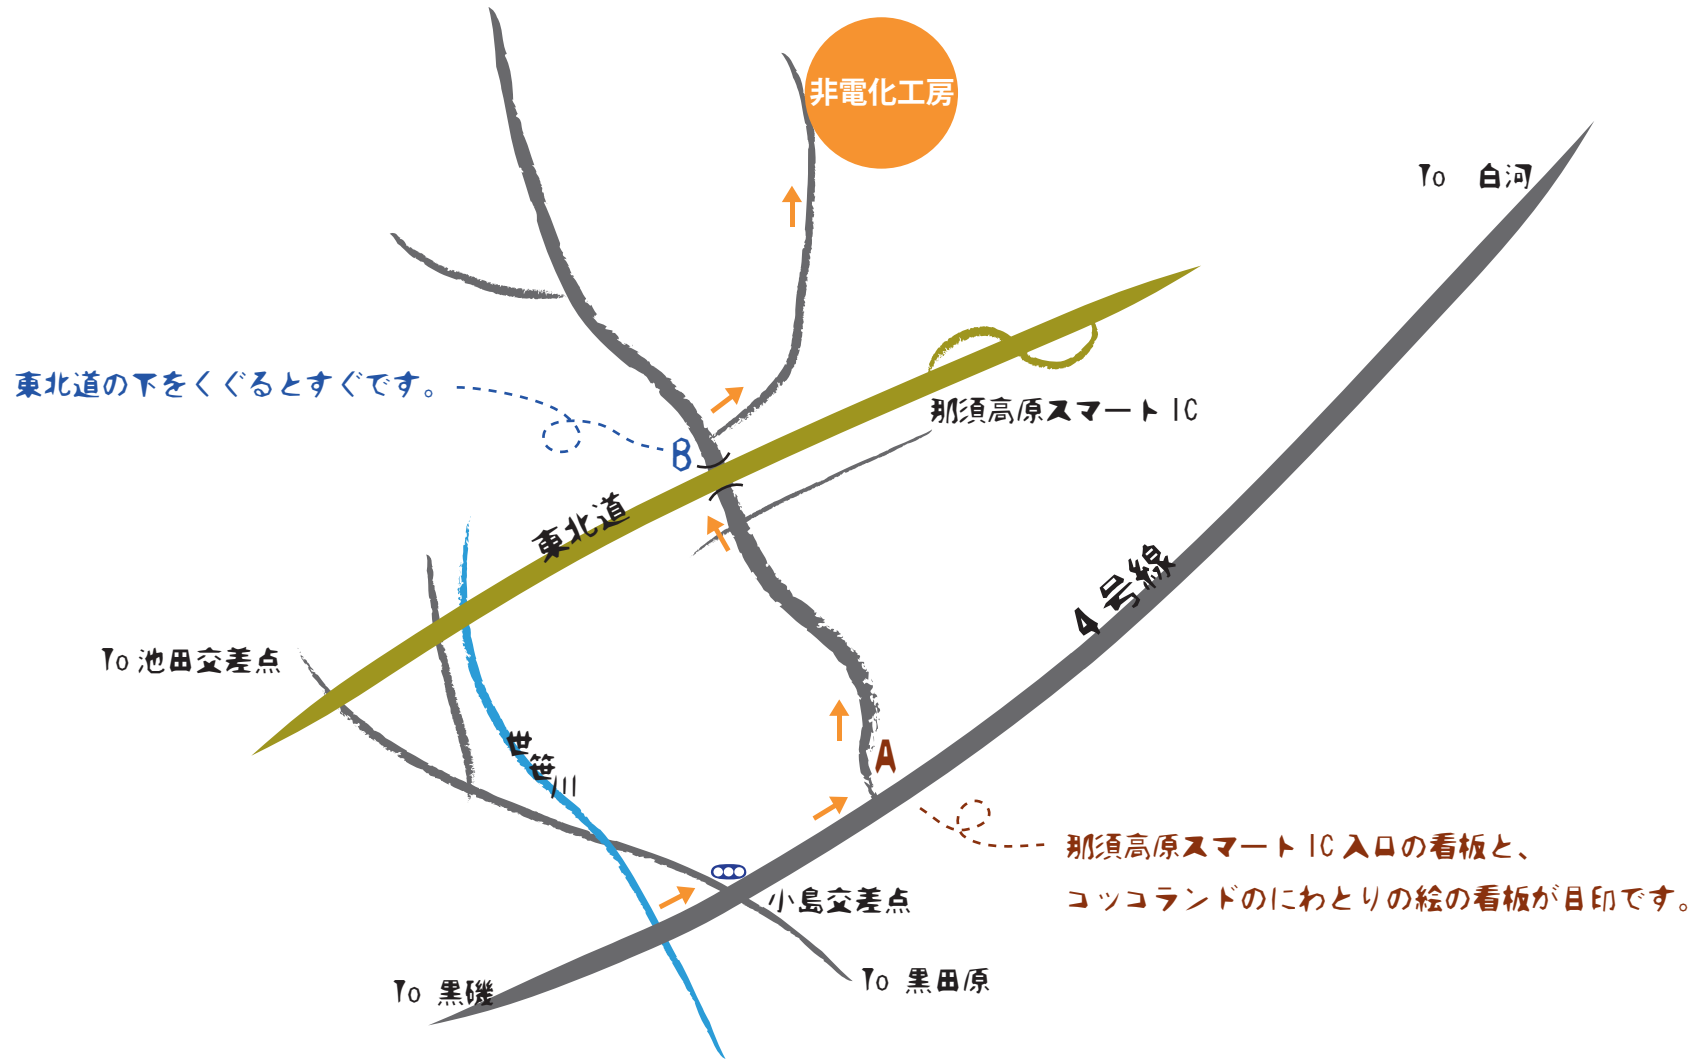 非電化工房
To 白河
東北道の下をくぐるとすぐです。
那須高原スマートIC
B
東北道
4号線
To 池田交差点
世
笹
川
A
那須高原スマートIC入口の看板と、
コッコランドのにわとりの絵の看板が目印です。
小島交差点
To 黒磯
To 黒田原